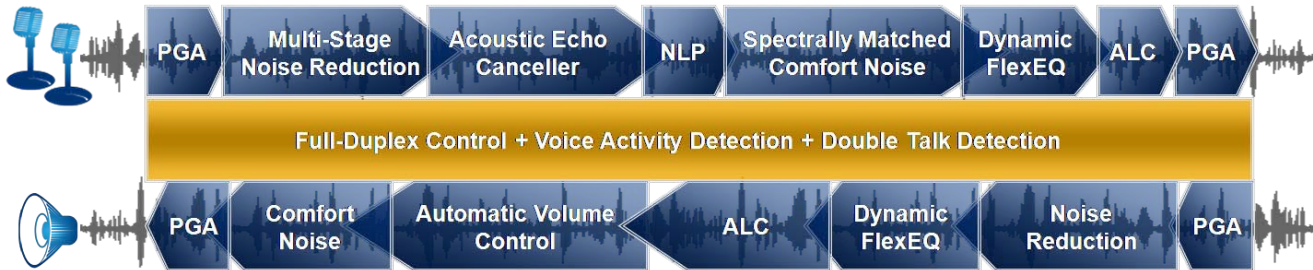 PGA
Multi-Stage
Noise Reduction
Acoustic Echo
Canceller
NLP
Spectrally Matched
Comfort Noise
Dynamic
FlexEQ
ALC
PGA
Full-Duplex Control + Voice Activity Detection + Double Talk Detection
PGA
Comfort
Noise
Automatic Volume
Control
ALC
Dynamic
FlexEQ
Noise
Reduction
PGA